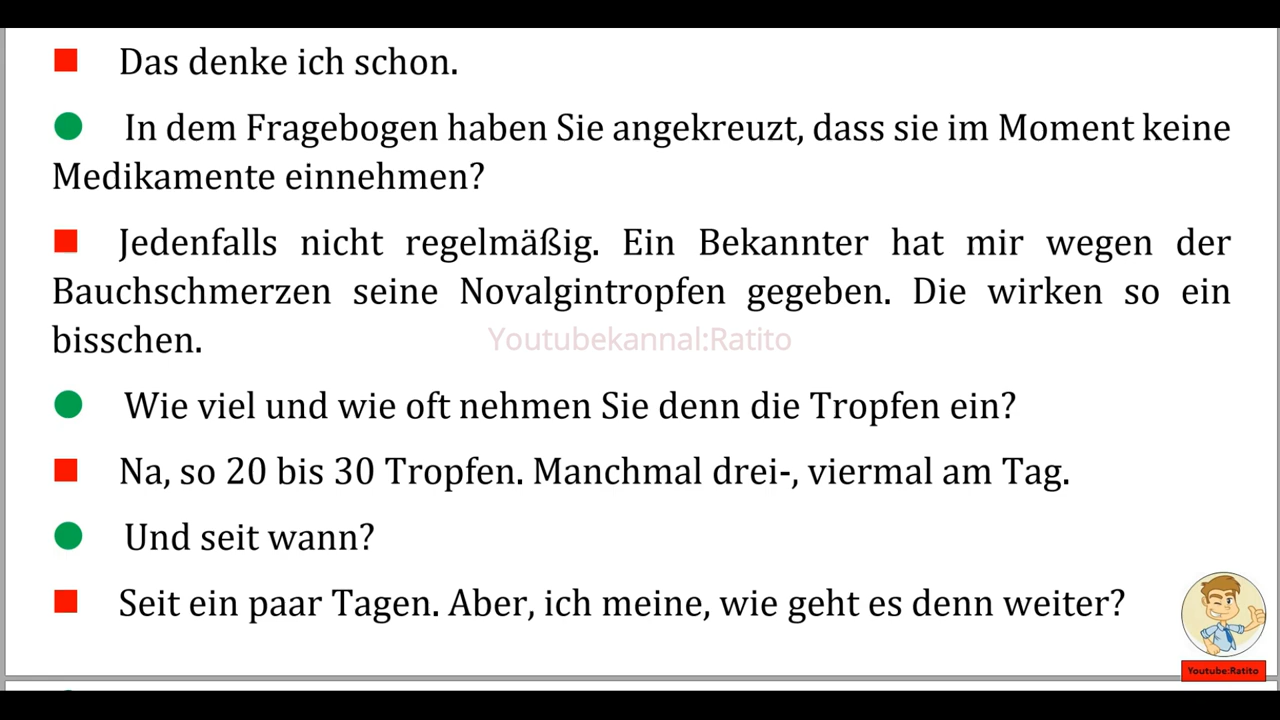 Das denke ich schon.
In dem Fragebogen haben Sie angekreuzt, dass sie im Moment keine
Medikamente einnehmen?
Jedenfalls nicht regelmäßig. Ein Bekannter hat mir wegen der
Bauchschmerzen seine Novalgintropfen gegeben. Die wirken so ein
bisschen.
Youtubekannal:Ratito
Wie viel und wie oft nehmen Sie denn die Tropfen ein?
Na, so 20 bis 30 Tropfen. Manchmal drei-, viermal am Tag.
Und seit wann?
Seit ein paar Tagen. Aber, ich meine, wie geht es denn weiter?
Youtube:Ratito